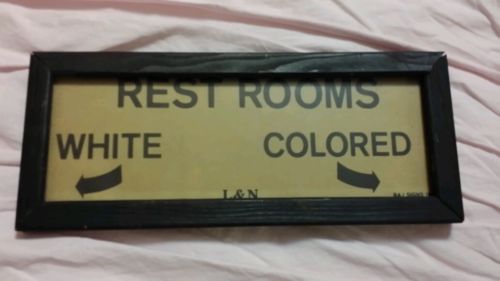 REST ROOMS
WHITE COLORED
L&N